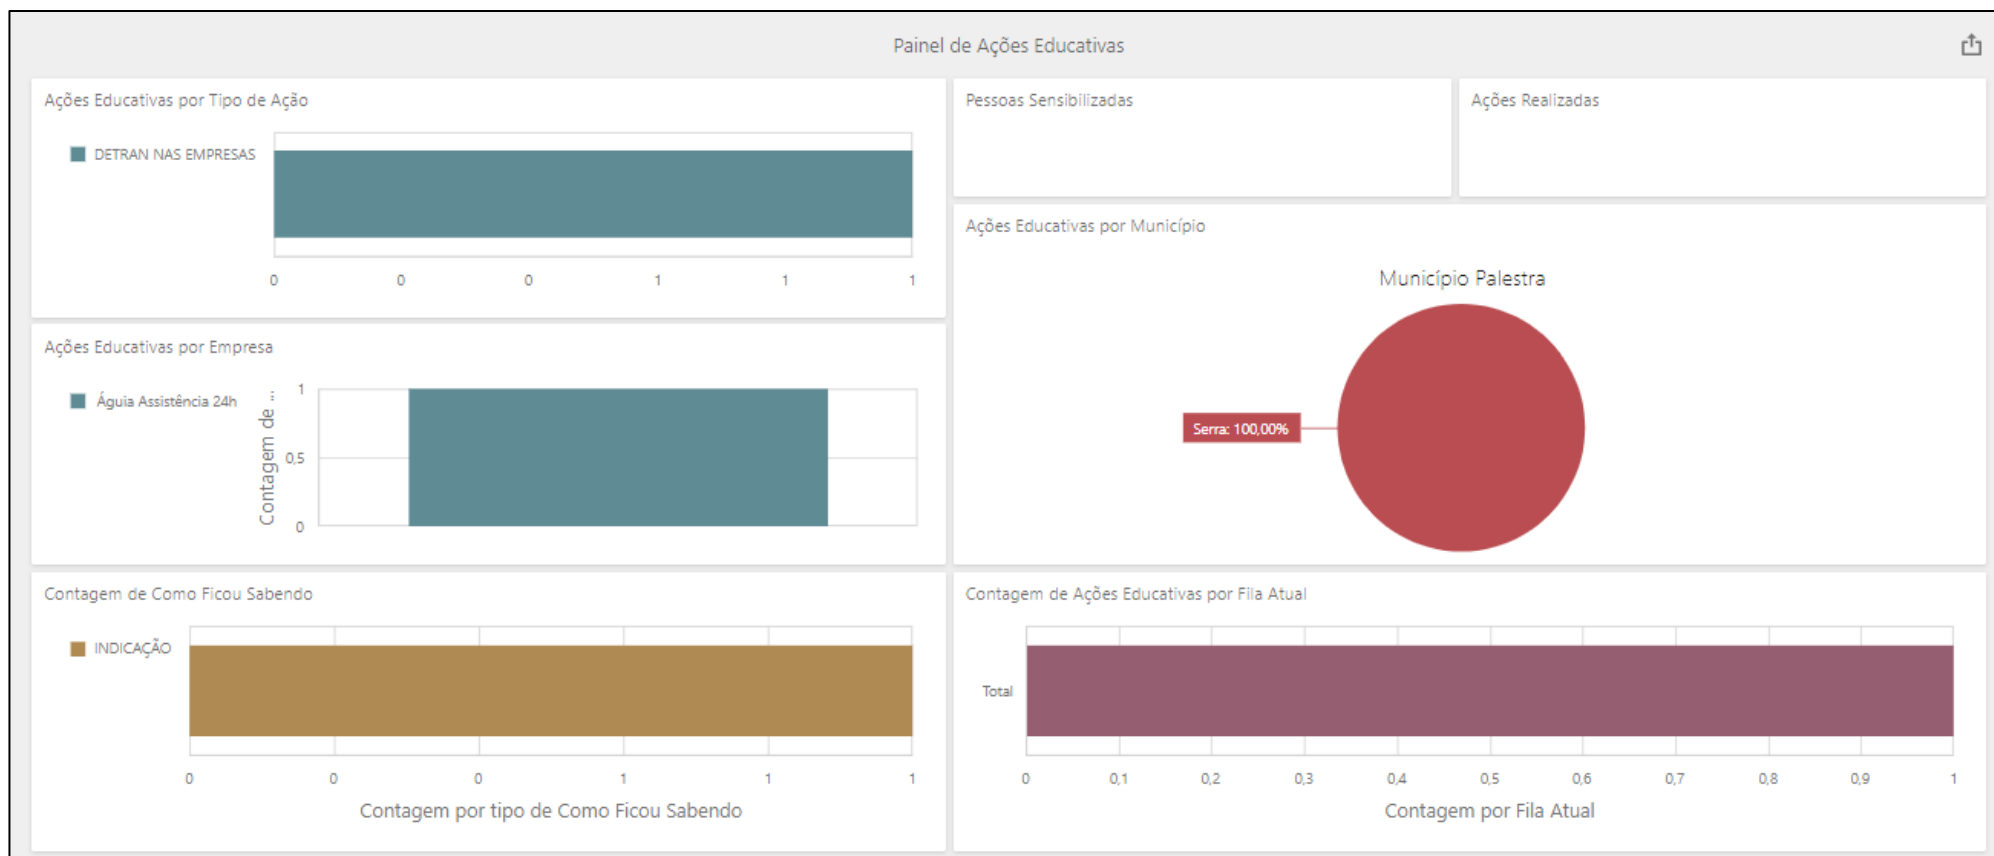 Painel de Ações Educativas
Ações Educativas por Tipo de Ação
DETRAN NAS EMPRESAS
0 0 0 1 1 1
Pessoas Sensibilizadas
Ações Realizadas
Ações Educativas por Município
Município Palestra
Serra: 100,00%
Ações Educativas por Empresa
Águia Assistência 24h
Contagem de ...
1
0,5
0
Contagem de Como Ficou Sabendo
INDICAÇÃO
0 0 0 1 1 1
Contagem por tipo de Como Ficou Sabendo
Contagem de Ações Educativas por Fila Atual
Total
0 0,1 0,2 0,3 0,4 0,5 0,6 0,7 0,8 0,9 1
Contagem por Fila Atual